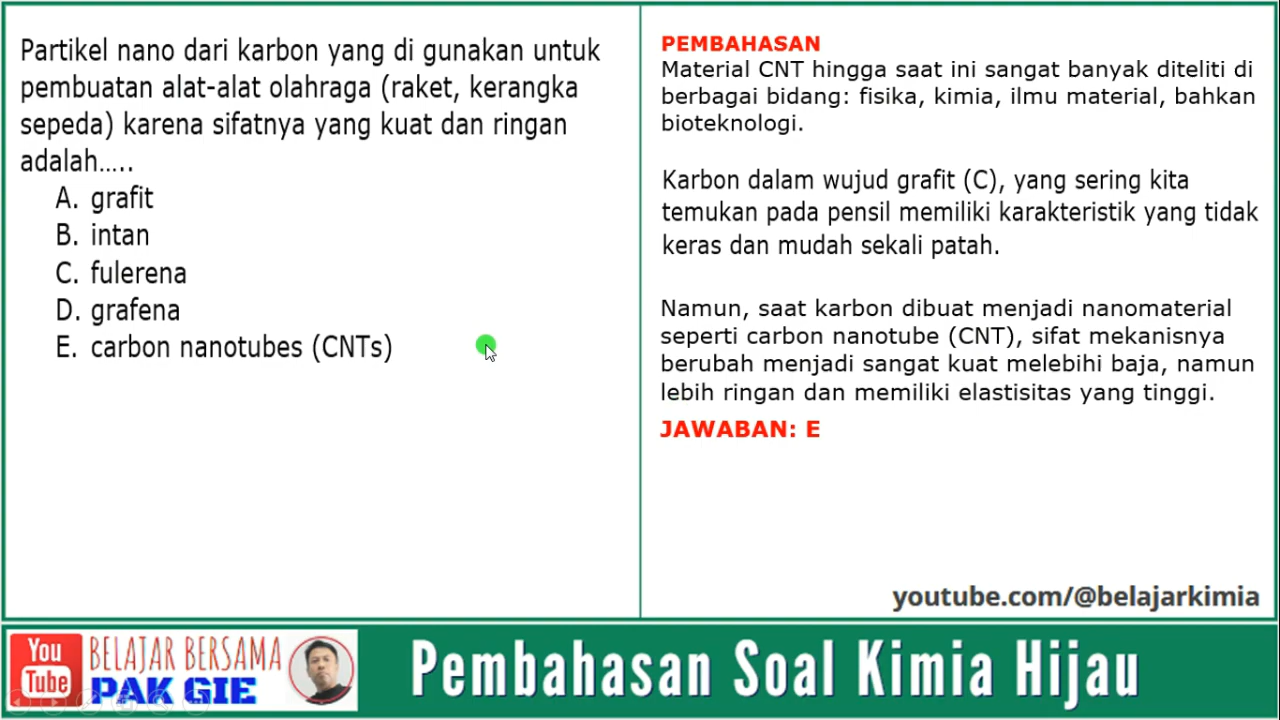 Partikel nano dari karbon yang di gunakan untuk
pembuatan alat-alat olahraga (raket, kerangka
sepeda) karena sifatnya yang kuat dan ringan
adalah.....
A. grafit
B. intan
C. fulerena
D. grafena
E. carbon nanotubes (CNTs)
PEMBAHASAN
Material CNT hingga saat ini sangat banyak diteliti di
berbagai bidang: fisika, kimia, ilmu material, bahkan
bioteknologi.
Karbon dalam wujud grafit (C), yang sering kita
temukan pada pensil memiliki karakteristik yang tidak
keras dan mudah sekali patah.
Namun, saat karbon dibuat menjadi nanomaterial
seperti carbon nanotube (CNT), sifat mekanisnya
berubah menjadi sangat kuat melebihi baja, namun
lebih ringan dan memiliki elastisitas yang tinggi.
JAWABAN: E
youtube.com/@belajarkimia
You
Tube
BELAJAR BERSAMA
PAK GIE
Pembahasan Soal Kimia Hijau